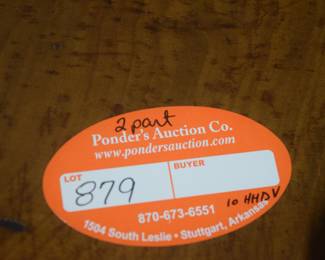 2 part
Ponder's Auction Co.
www.pondersauction.com
LOT
BUYER
879
870-673-6551
10 HHDV
1504 South Leslie • Stuttgart, Arkansas